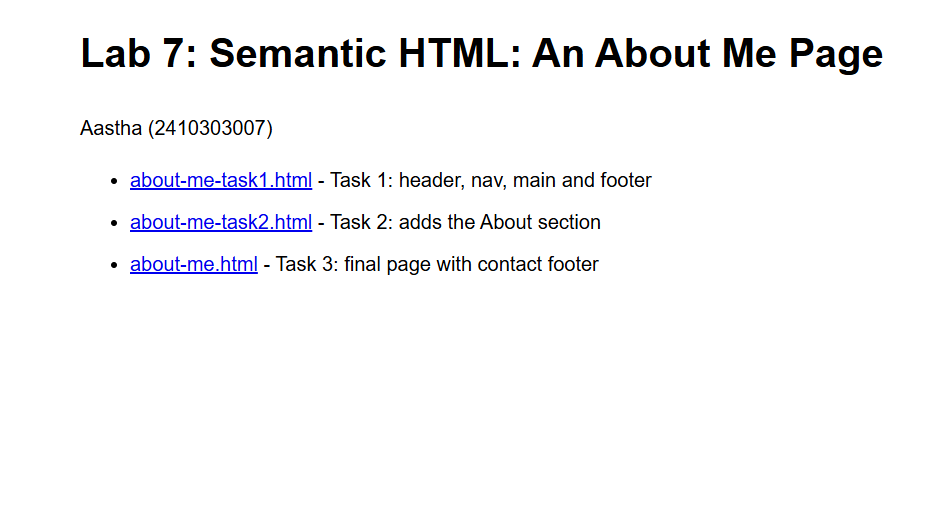 Lab 7: Semantic HTML: An About Me Page
Aastha (2410303007)
• about-me-task1.html - Task 1: header, nav, main and footer
• about-me-task2.html - Task 2: adds the About section
• about-me.html - Task 3: final page with contact footer